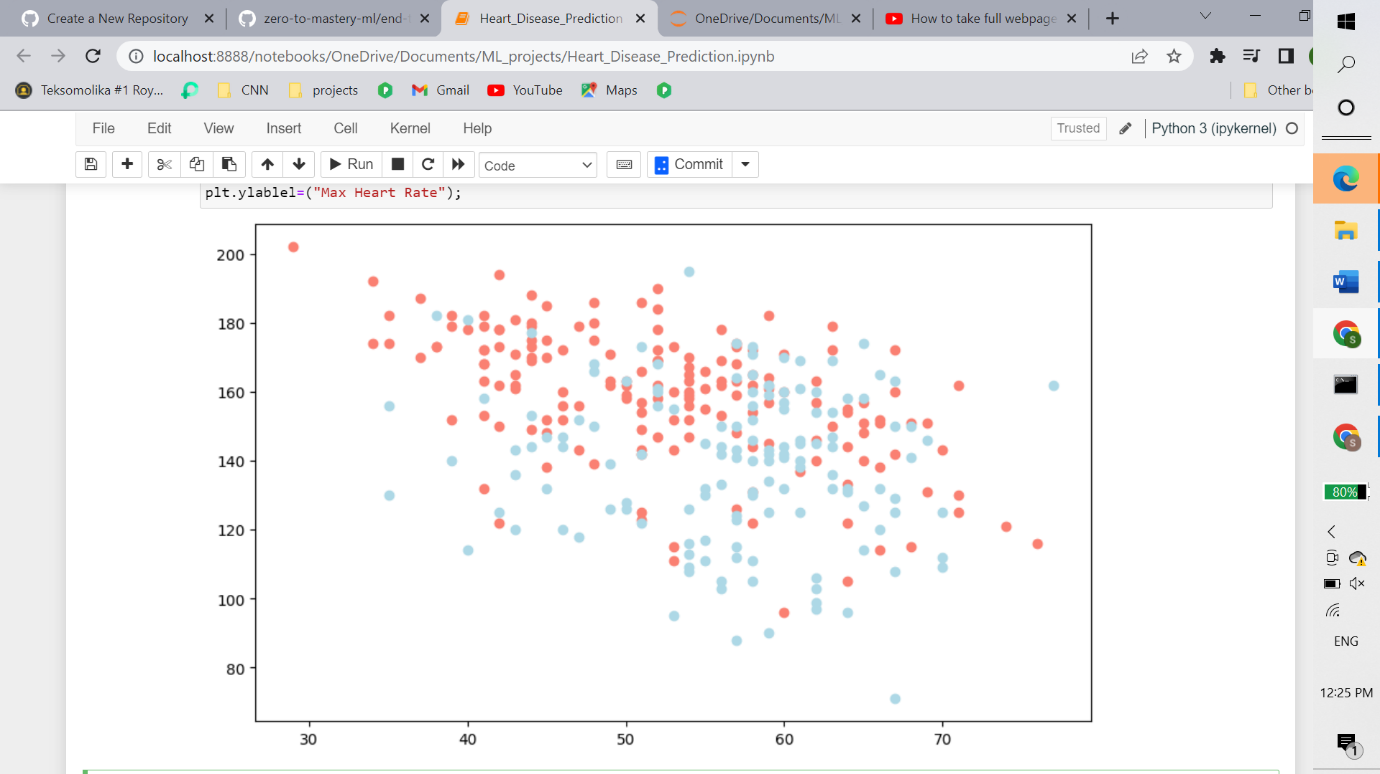 Create a New Repository
zero-to-mastery-ml/end-
Heart_Disease_Prediction
OneDrive/Documents/ML
How to take full webpage
localhost:8888/notebooks/OneDrive/Documents/ML_projects/Heart_Disease_Prediction.ipynb
Teksomolika #1 Roy...
CNN
projects
Gmail
YouTube
Maps
Other b
File Edit View Insert Cell Kernel Help
Trusted
Python 3 (ipykernel)
Run
Code
Commit
plt.ylablel=("Max Heart Rate");
200
180
160
140
120
100
80
30 40 50 60 70
W
S
S
80%
ENG
12:25 PM
1